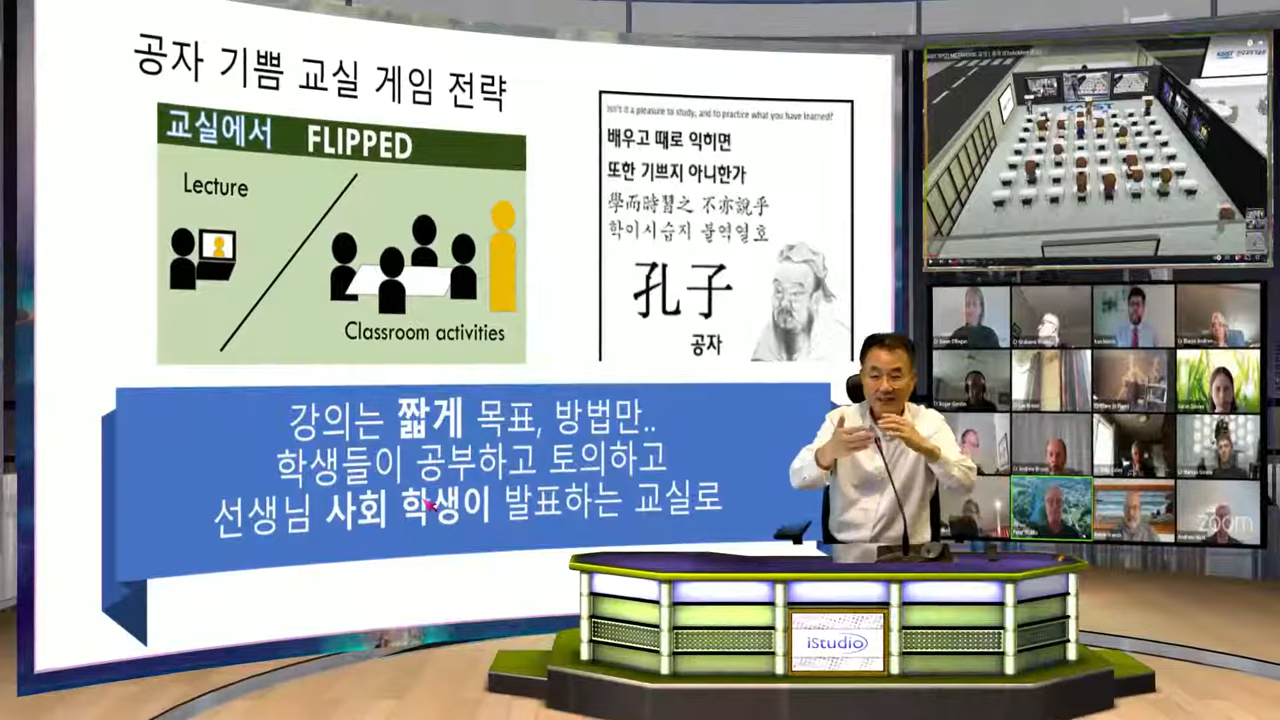 공자 기쁨 교실 게임 전략
교실에서 FLIPPED
Lecture
Classroom activities
Isn't it a pleasure to study, and to practice what you have learned?
배우고 때로 익히면
또한 기쁘지 아니한가
學而時習之 不亦說乎
학이시습지 불역열호
孔子
공자
강의는 짧게 목표, 방법만..
학생들이 공부하고 토의하고
선생님 사회 학생이 발표하는 교실로
KAIST
zoom
iStudio